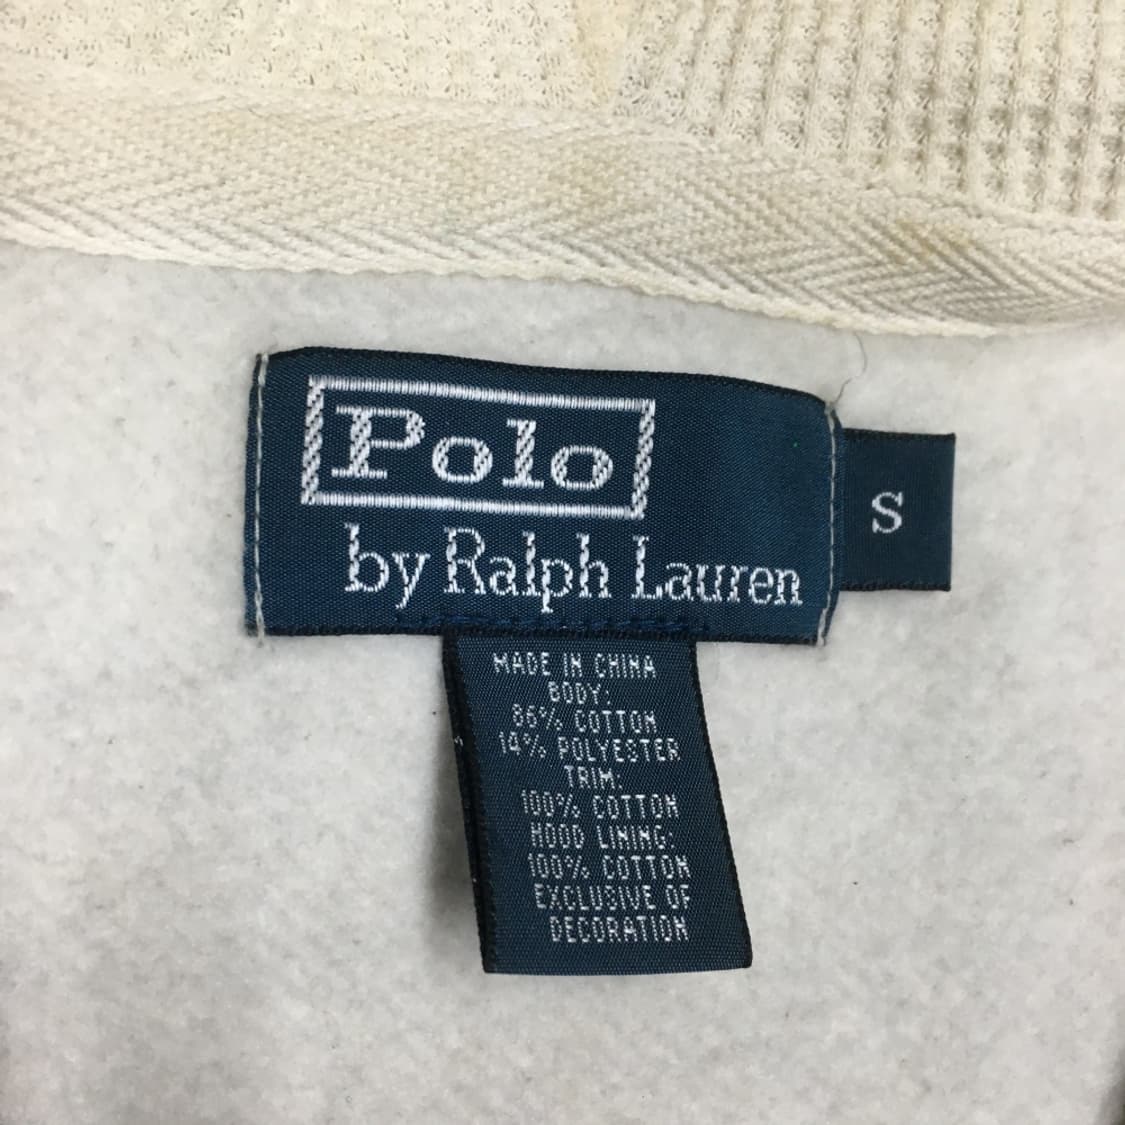 Polo
by Ralph Lauren
S
MADE IN CHINA
BODY:
86% COTTON
14% POLYESTER
TRIM:
100% COTTON
HOOD LINING:
100% COTTON
EXCLUSIVE OF
DECORATION